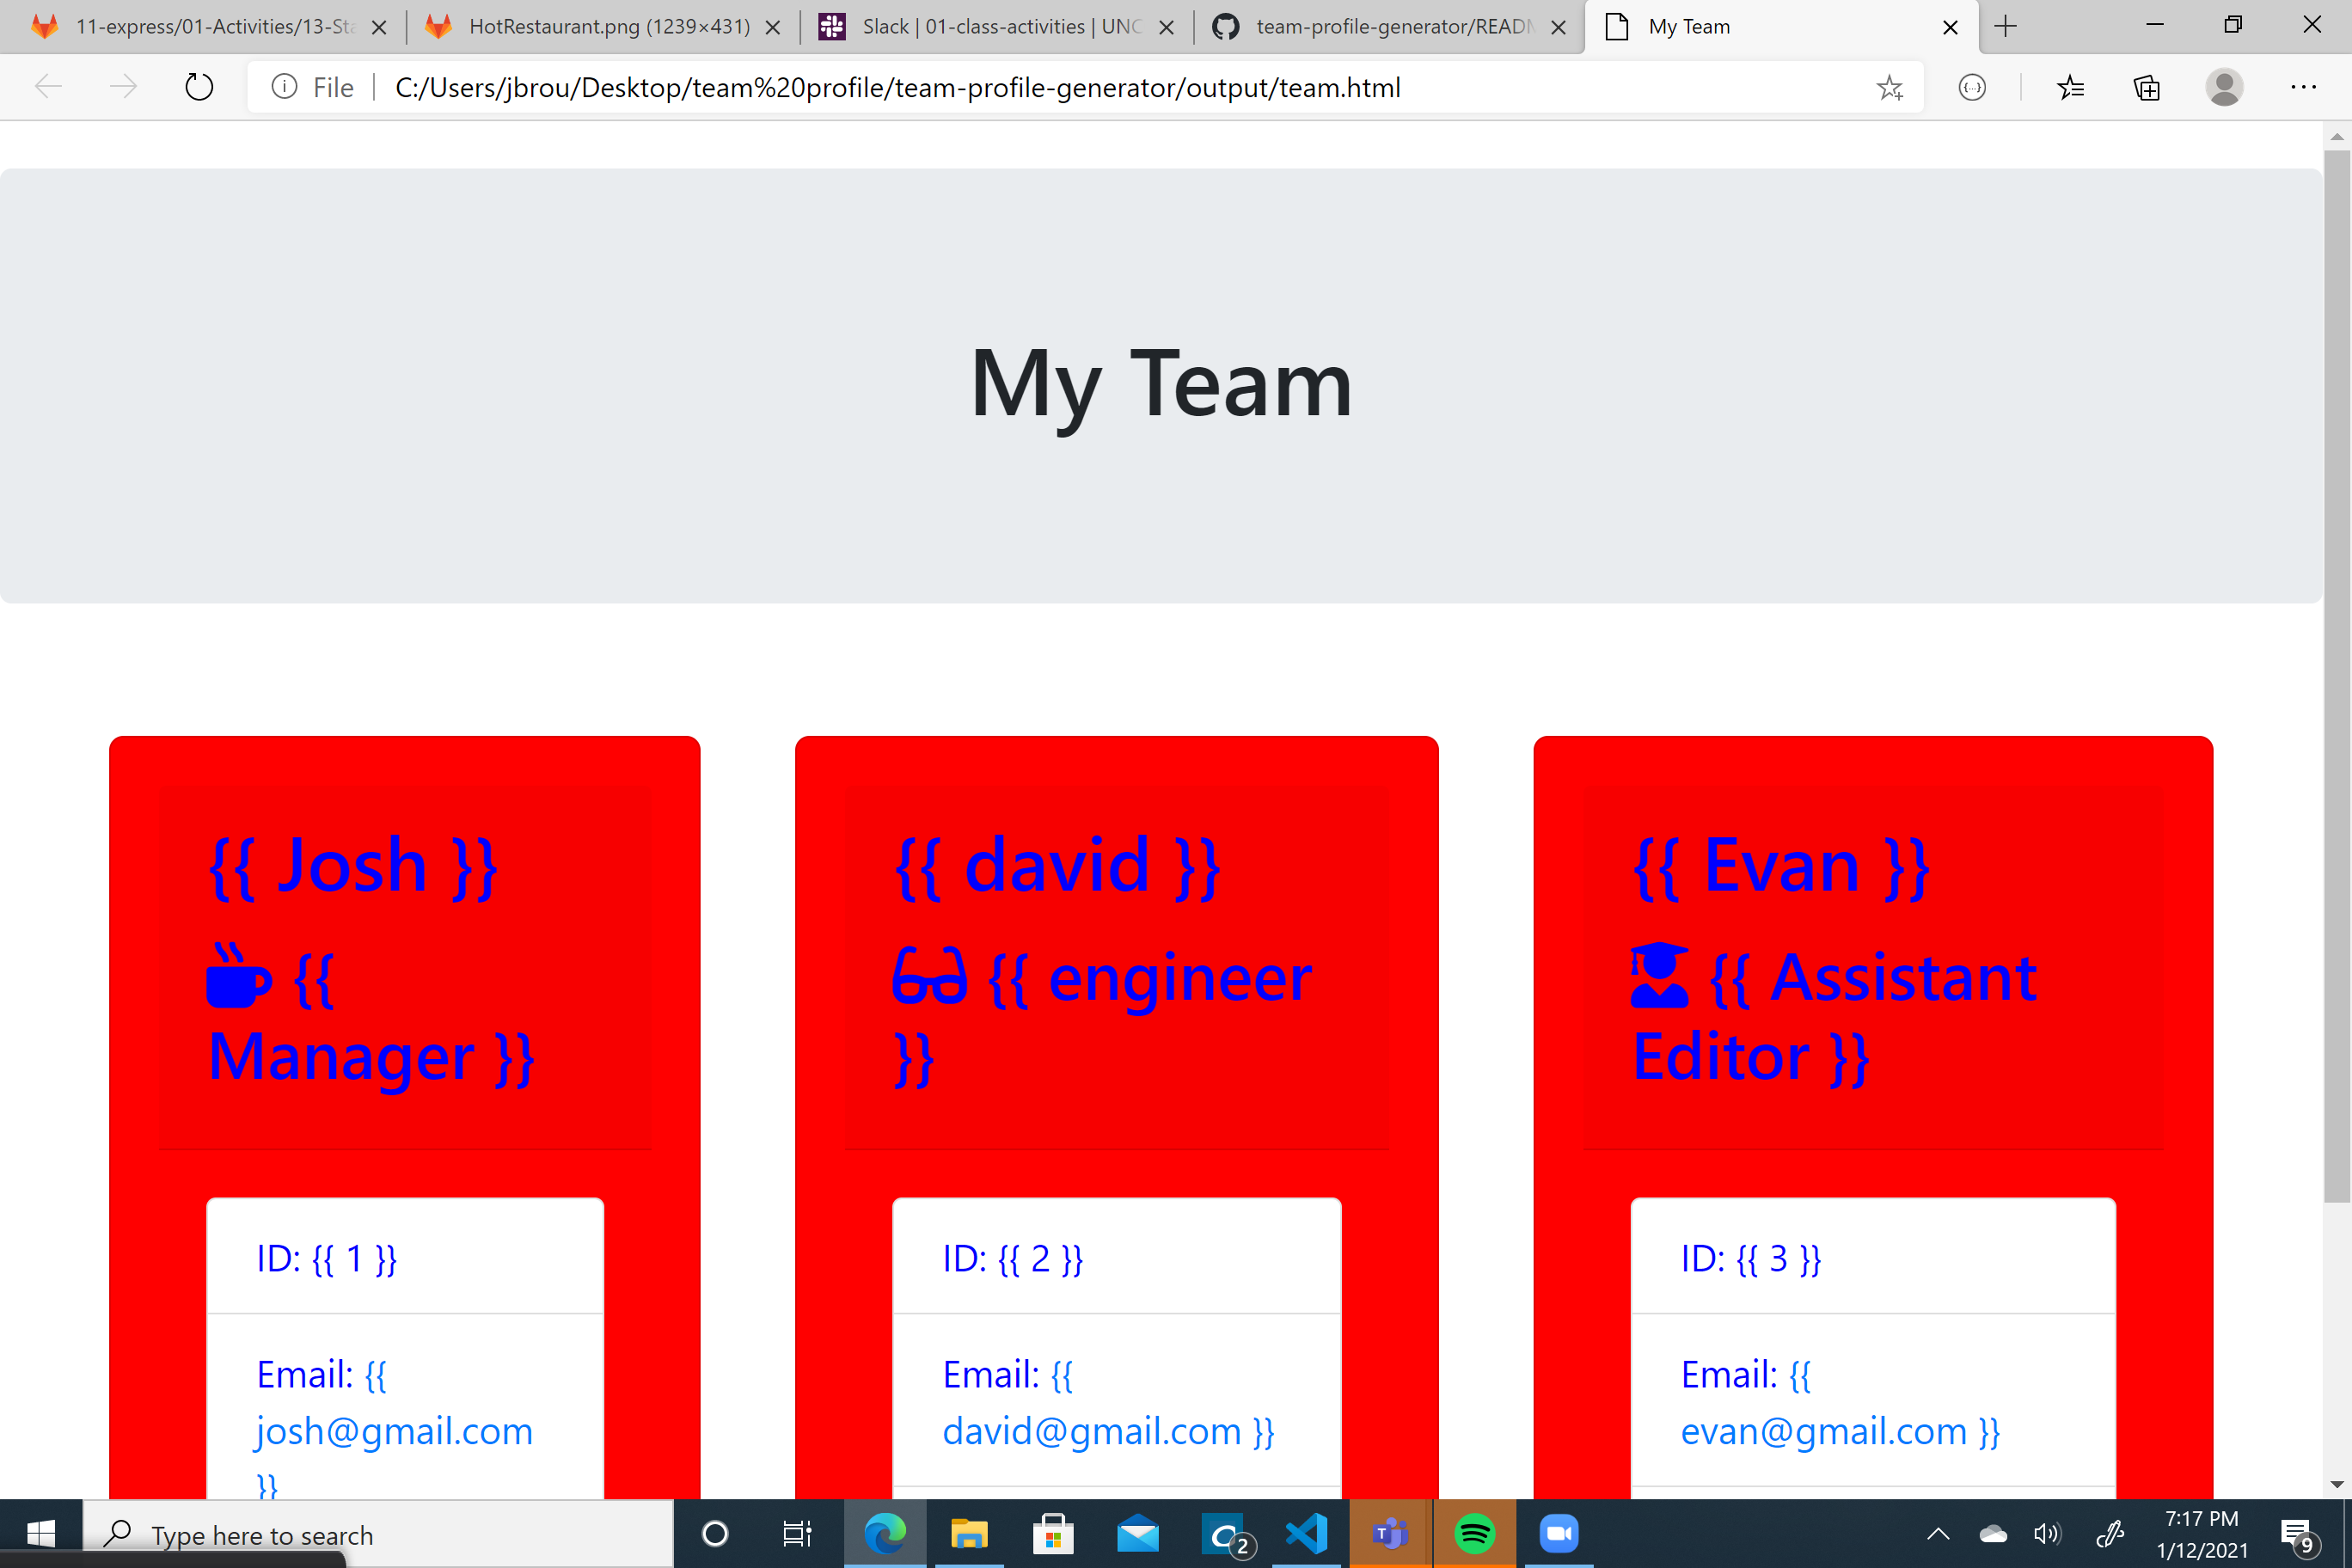 11-express/01-Activities/13-Sta
HotRestaurant.png (1239×431)
Slack | 01-class-activities | UNC
team-profile-generator/READM
My Team
File
C:/Users/jbrou/Desktop/team%20profile/team-profile-generator/output/team.html
My Team
{{ Josh }}
{{
Manager }}
ID: {{ 1 }}
Email: {{
josh@gmail.com
}}
{{ david }}
{{ engineer
}}
ID: {{ 2 }}
Email: {{
david@gmail.com }}
{{ Evan }}
{{ Assistant
Editor }}
ID: {{ 3 }}
Email: {{
evan@gmail.com }}
Type here to search
2
7:17 PM
1/12/2021
9